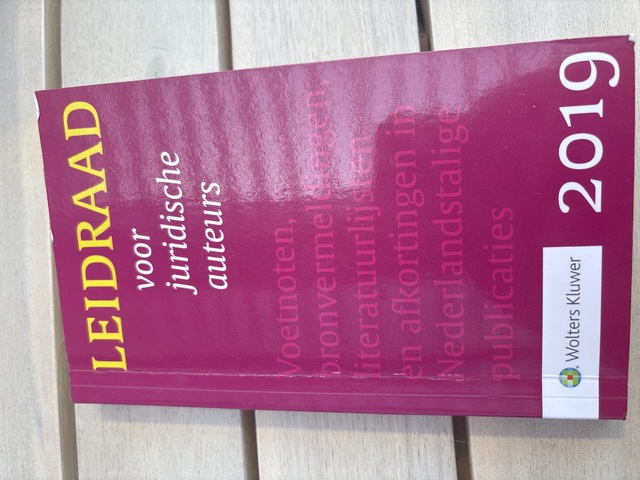 LEIDRAAD
voor
juridische
auteurs
Voetnoten,
bronvermeldingen,
literatuurlijsten
en afkortingen in
Nederlandstalige
publicaties
2019
Wolters Kluwer